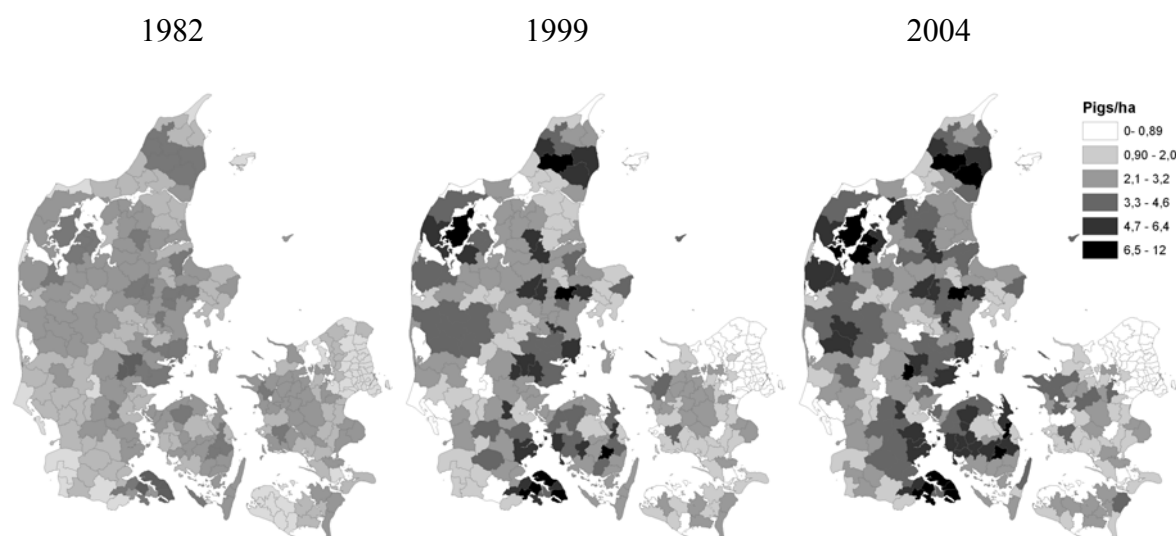 1982
1999
2004
Pigs/ha
0- 0,89
0,90 - 2,0
2,1 - 3,2
3,3 - 4,6
4,7 - 6,4
6,5 - 12